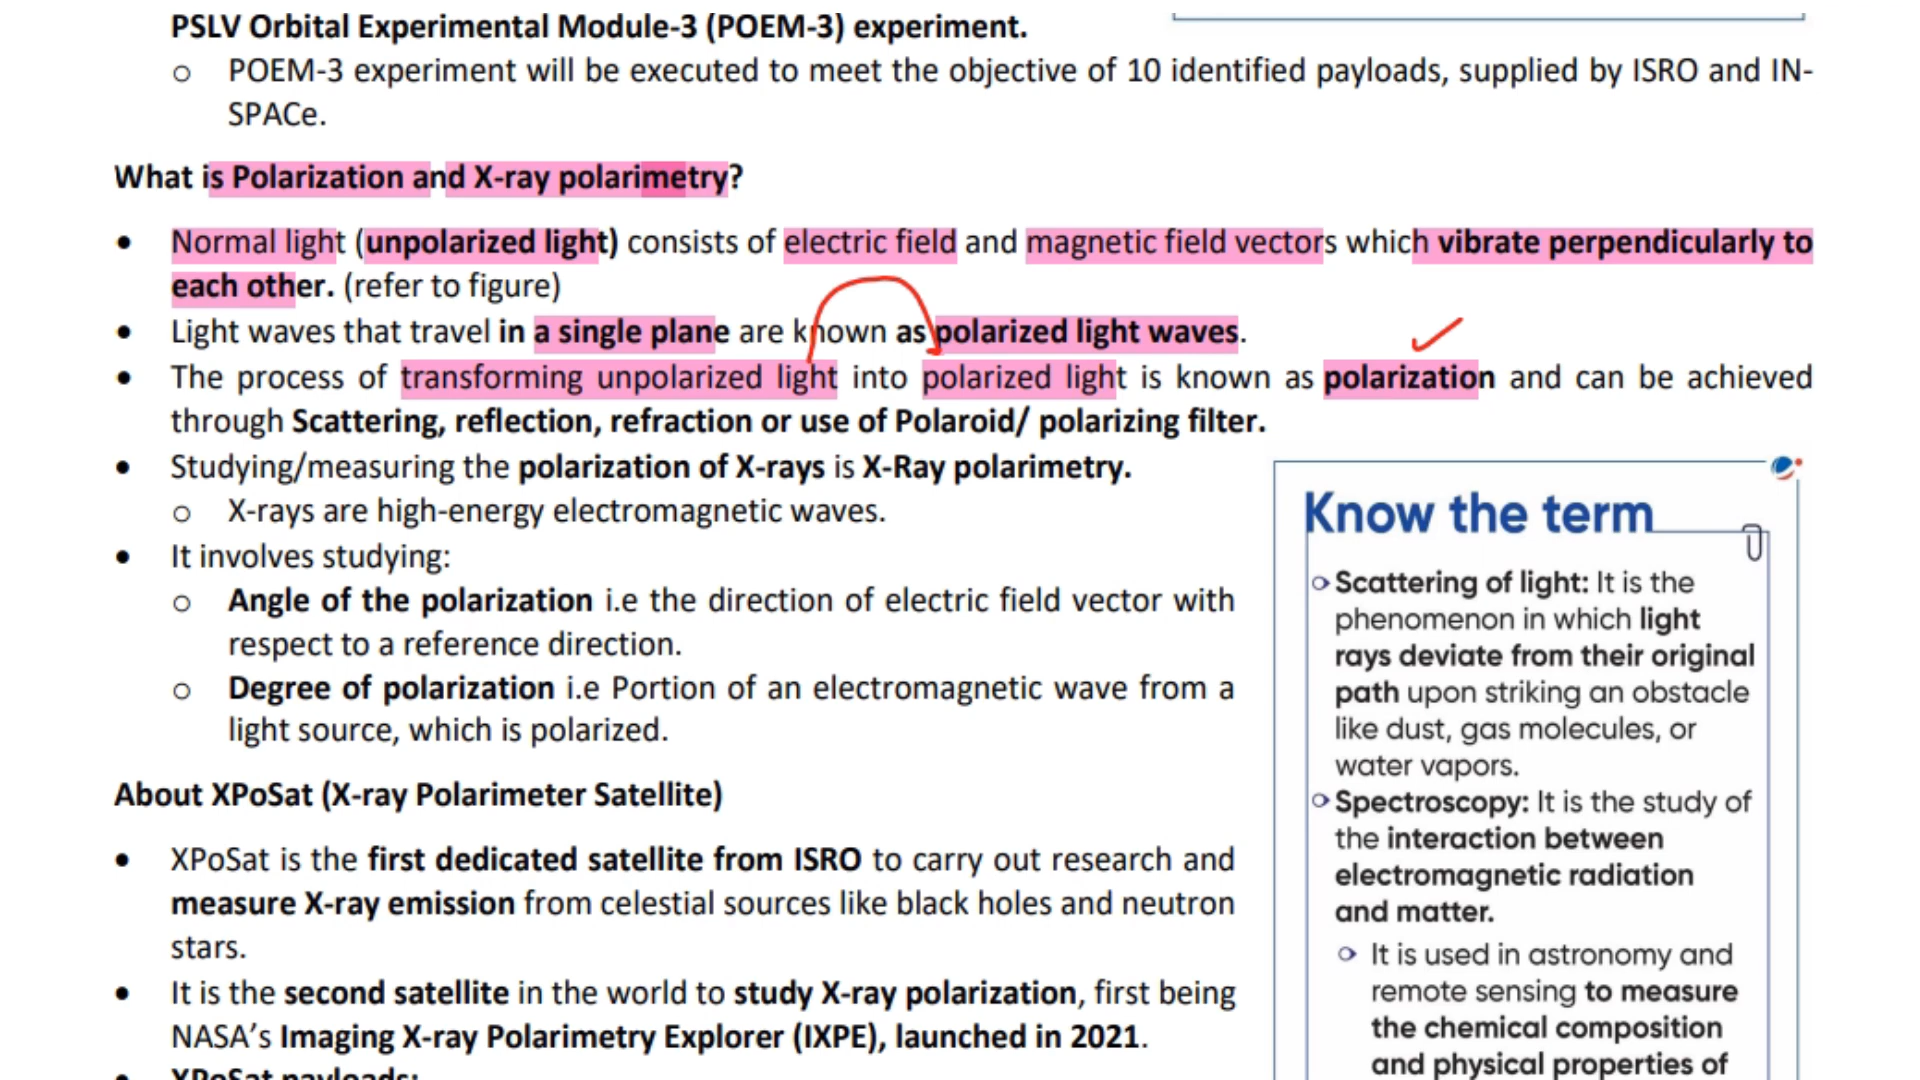 PSLV Orbital Experimental Module-3 (POEM-3) experiment.
o POEM-3 experiment will be executed to meet the objective of 10 identified payloads, supplied by ISRO and IN-
SPACe.
What is Polarization and X-ray polarimetry?
• Normal light (unpolarized light) consists of electric field and magnetic field vectors which vibrate perpendicularly to
each other. (refer to figure)
• Light waves that travel in a single plane are known as polarized light waves.
• The process of transforming unpolarized light into polarized light is known as polarization and can be achieved
through Scattering, reflection, refraction or use of Polaroid/ polarizing filter.
• Studying/measuring the polarization of X-rays is X-Ray polarimetry.
o X-rays are high-energy electromagnetic waves.
• It involves studying:
o Angle of the polarization i.e the direction of electric field vector with
respect to a reference direction.
o Degree of polarization i.e Portion of an electromagnetic wave from a
light source, which is polarized.
About XPoSat (X-ray Polarimeter Satellite)
• XPoSat is the first dedicated satellite from ISRO to carry out research and
measure X-ray emission from celestial sources like black holes and neutron
stars.
• It is the second satellite in the world to study X-ray polarization, first being
NASA's Imaging X-ray Polarimetry Explorer (IXPE), launched in 2021.
• XPoSat payloads:
Know the term
Scattering of light: It is the
phenomenon in which light
rays deviate from their original
path upon striking an obstacle
like dust, gas molecules, or
water vapors.
Spectroscopy: It is the study of
the interaction between
electromagnetic radiation
and matter.
It is used in astronomy and
remote sensing to measure
the chemical composition
and physical properties of